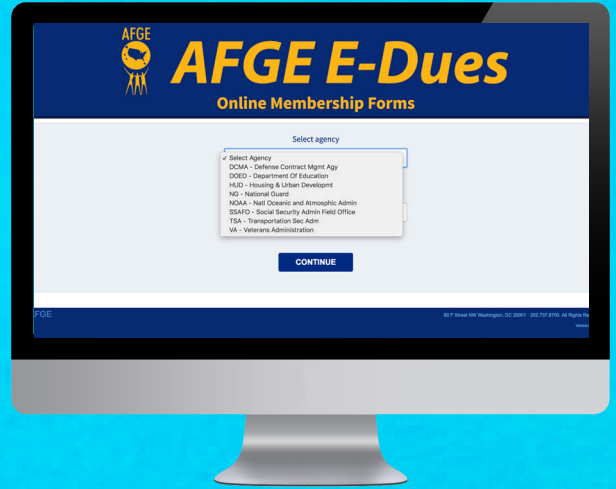 AFGE
AFGE E-Dues
Online Membership Forms
Select agency
✓ Select Agency
DCMA - Defense Contract Mgmt Agy
DOED - Department Of Education
HUD - Housing & Urban Developmt
NG - National Guard
NOAA - Natl Oceanic and Atmosphic Admin
SSAFO - Social Security Admin Field Office
TSA - Transportation Sec Adm
VA - Veterans Administration
CONTINUE
AFGE
80 F Street NW Washington, DC 20001 · 202.737.8700. All Rights Re
Version